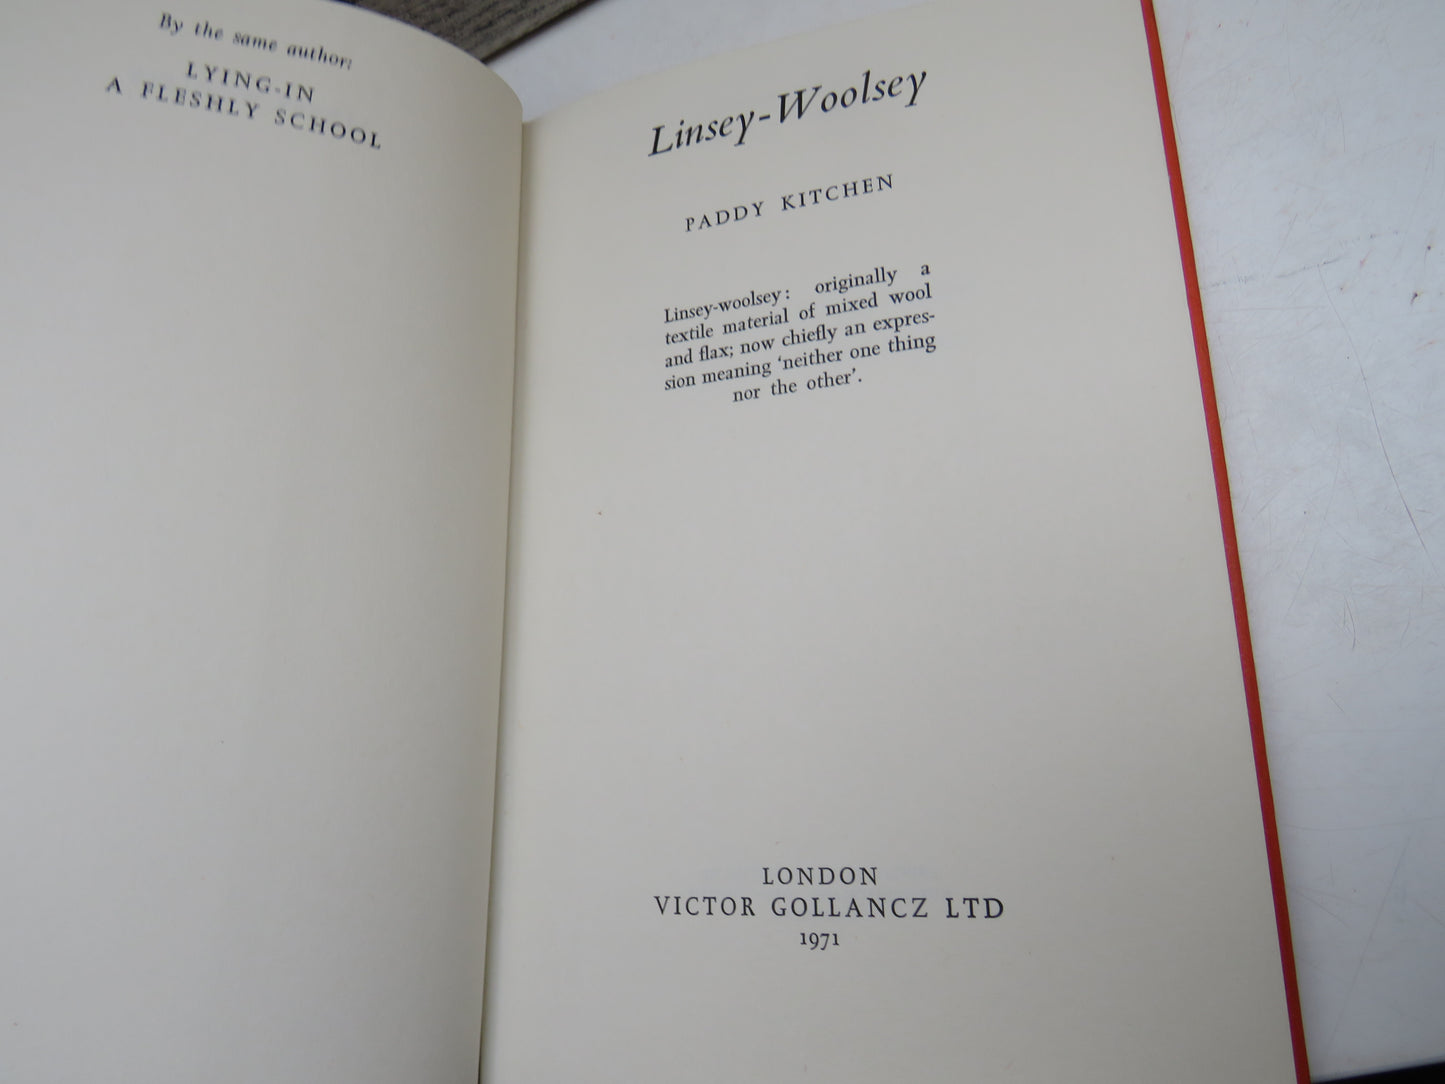 By the same author:
LYING-IN
A FLESHLY SCHOOL
Linsey-Woolsey
PADDY KITCHEN
Linsey-woolsey: originally a
textile material of mixed wool
and flax; now chiefly an expres-
sion meaning ‘neither one thing
nor the other’.
LONDON
VICTOR GOLLANCZ LTD
1971